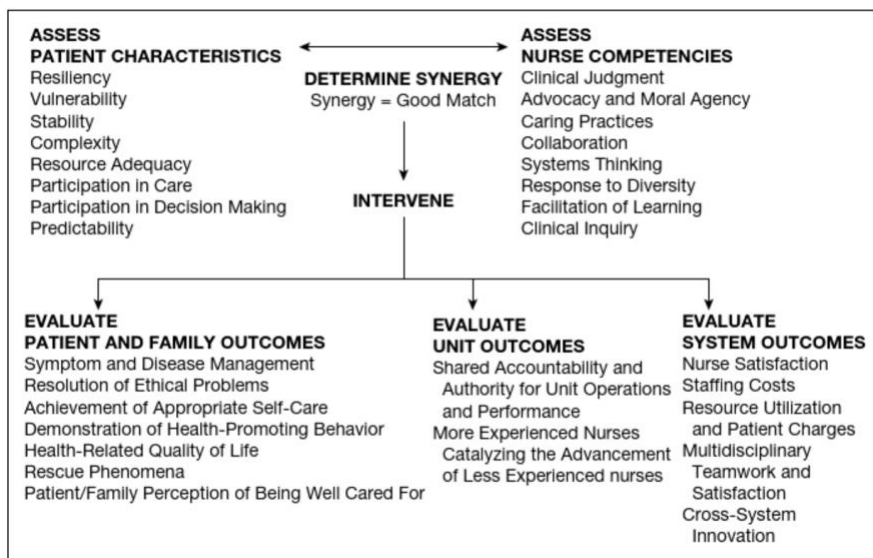 ASSESS
PATIENT CHARACTERISTICS
Resiliency
Vulnerability
Stability
Complexity
Resource Adequacy
Participation in Care
Participation in Decision Making
Predictability
DETERMINE SYNERGY
Synergy = Good Match
INTERVENE
ASSESS
NURSE COMPETENCIES
Clinical Judgment
Advocacy and Moral Agency
Caring Practices
Collaboration
Systems Thinking
Response to Diversity
Facilitation of Learning
Clinical Inquiry
EVALUATE
PATIENT AND FAMILY OUTCOMES
Symptom and Disease Management
Resolution of Ethical Problems
Achievement of Appropriate Self-Care
Demonstration of Health-Promoting Behavior
Health-Related Quality of Life
Rescue Phenomena
Patient/Family Perception of Being Well Cared For
EVALUATE
UNIT OUTCOMES
Shared Accountability and
Authority for Unit Operations
and Performance
More Experienced Nurses
Catalyzing the Advancement
of Less Experienced nurses
EVALUATE
SYSTEM OUTCOMES
Nurse Satisfaction
Staffing Costs
Resource Utilization
and Patient Charges
Multidisciplinary
Teamwork and
Satisfaction
Cross-System
Innovation